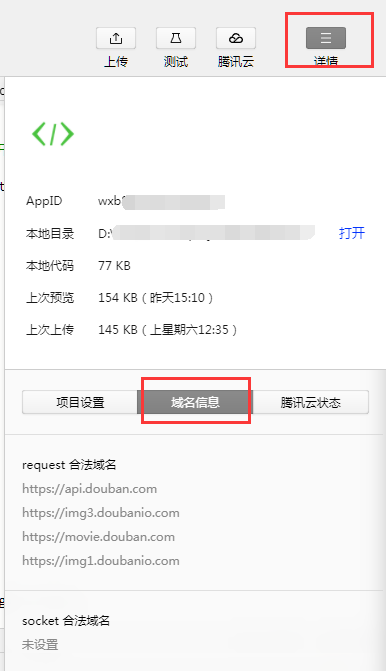 上传 测试 腾讯云 详情
AppID wxb
本地目录 D:\ 打开
本地代码 77 KB
上次预览 154 KB ( 昨天15:10 )
上次上传 145 KB ( 上星期六12:35 )
项目设置 域名信息 腾讯云状态
request 合法域名
https://api.douban.com
https://img3.doubanio.com
https://movie.douban.com
https://img1.doubanio.com
socket 合法域名
未设置